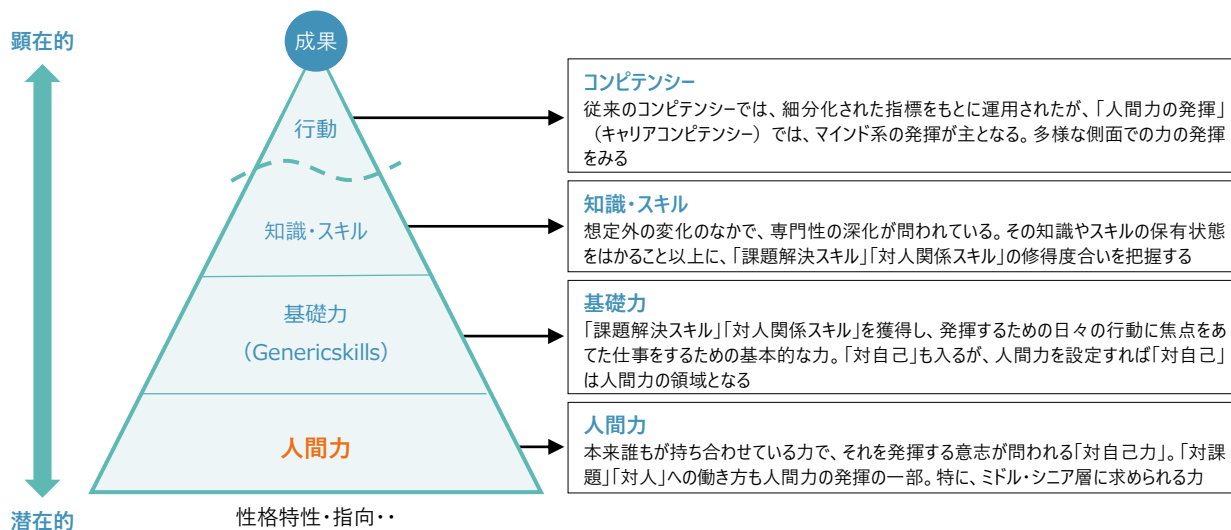 顕在的
成果
行動
知識・スキル
基礎力
（Genericskills）
人間力
潜在的
性格特性・指向・・
コンピテンシー
従来のコンピテンシーでは、細分化された指標をもとに運用されたが、「人間力の発揮」
（キャリアコンピテンシー）では、マインド系の発揮が主となる。多様な側面での力の発揮
をみる
知識・スキル
想定外の変化のなかで、専門性の深化が問われている。その知識やスキルの保有状態
をはかること以上に、「課題解決スキル」「対人関係スキル」の修得度合いを把握する
基礎力
「課題解決スキル」「対人関係スキル」を獲得し、発揮するための日々の行動に焦点をあ
てた仕事をするための基本的な力。「対自己」も入るが、人間力を設定すれば「対自己」
は人間力の領域となる
人間力
本来誰もが持ち合わせている力で、それを発揮する意志が問われる「対自己力」。「対課
題」「対人」への働き方も人間力の発揮の一部。特に、ミドル・シニア層に求められる力